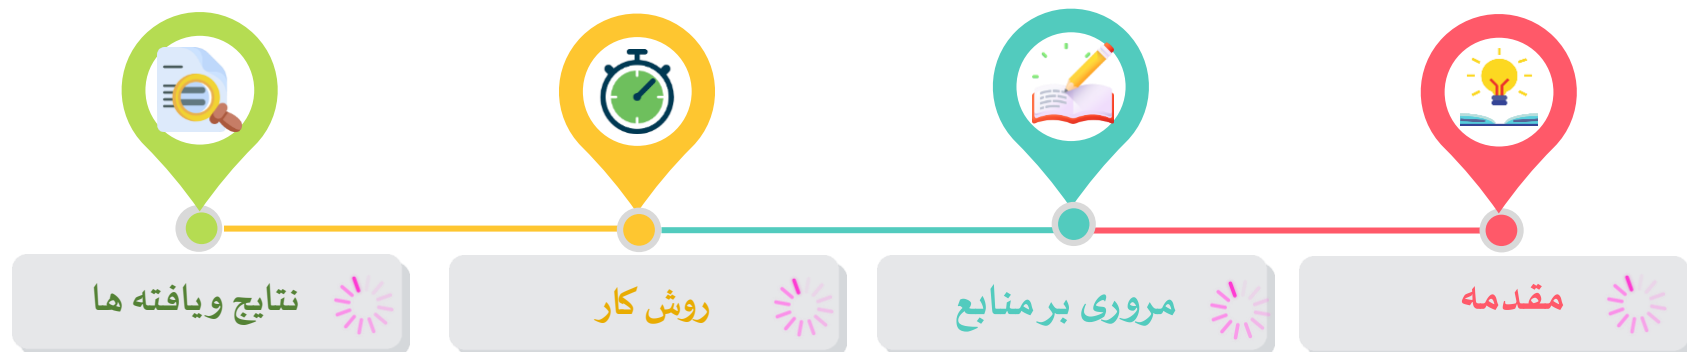 مقدمه
مروری بر منابع
روش کار
نتایج و یافته ها